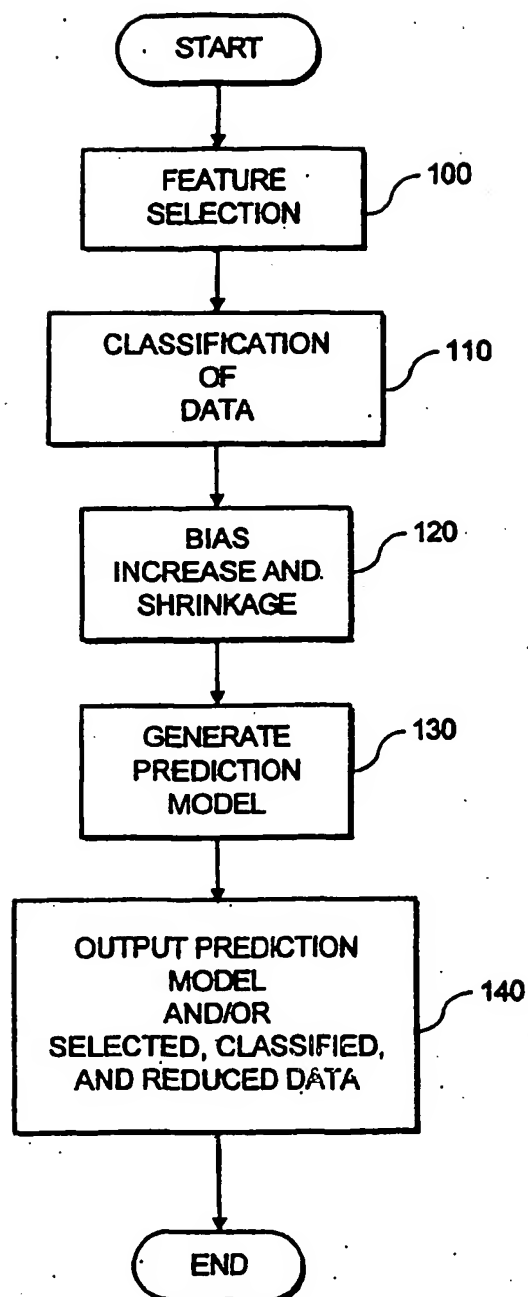 START
FEATURE
SELECTION
100
CLASSIFICATION
OF
DATA
110
BIAS
INCREASE AND
SHRINKAGE
120
GENERATE
PREDICTION
MODEL
130
OUTPUT PREDICTION
MODEL
AND/OR
SELECTED, CLASSIFIED,
AND REDUCED DATA
140
END